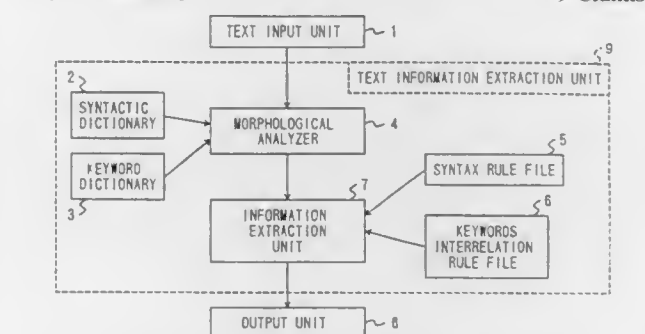 TEXT INPUT UNIT
1
9
TEXT INFORMATION EXTRACTION UNIT
2
SYNTACTIC
DICTIONARY
MORPHOLOGICAL
ANALYZER
4
KEYWORD
DICTIONARY
3
5
SYNTAX RULE FILE
7
INFORMATION
EXTRACTION
UNIT
6
KEYWORDS
INTERRELATION
RULE FILE
OUTPUT UNIT